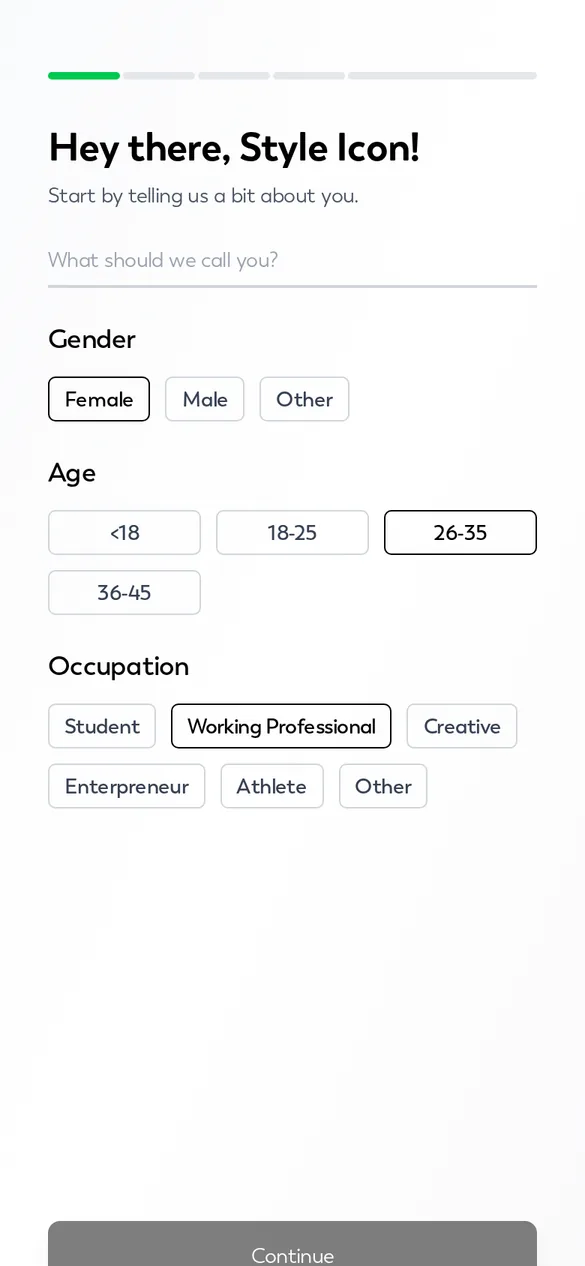 Hey there, Style Icon!
Start by telling us a bit about you.
What should we call you?
Gender
Female Male Other
Age
<18 18-25 26-35
36-45
Occupation
Student Working Professional Creative
Enterpreneur Athlete Other
Continue